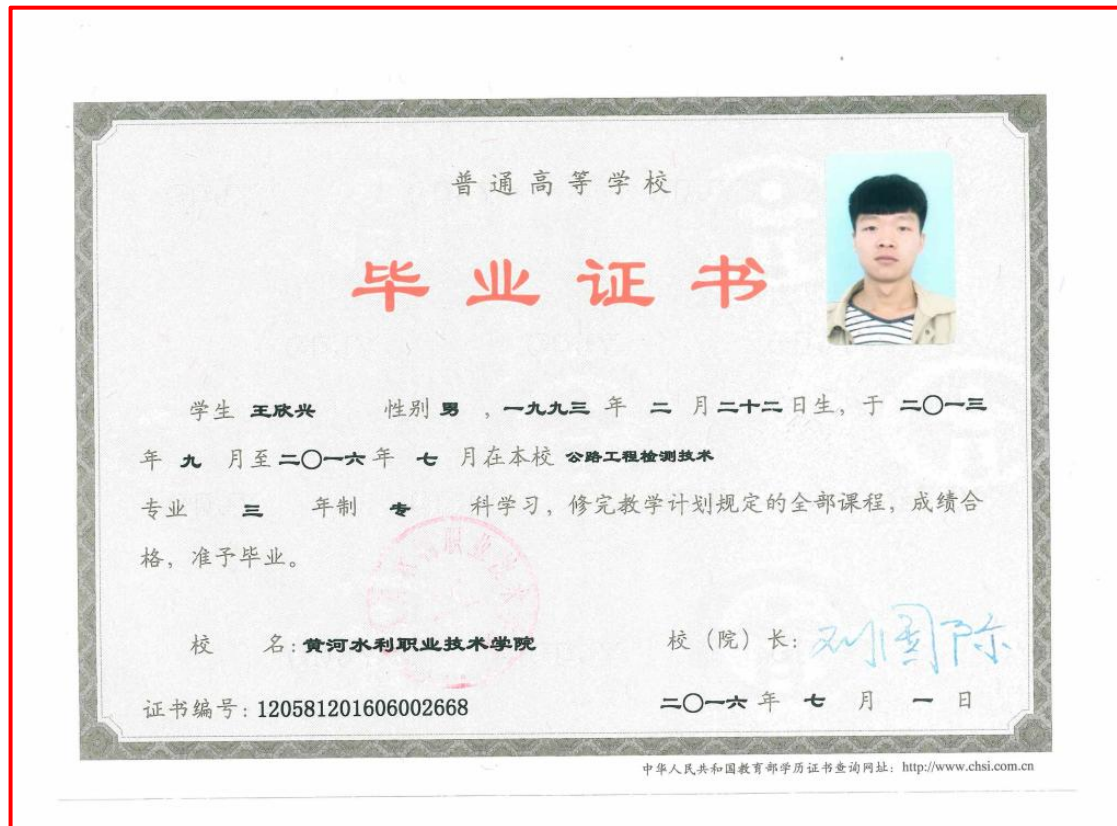 普通高等学校
毕业证书
学生 王欣兴 性别 男 ，一九九三 年 二 月二十二日生，于 二〇一三
年 九 月至二〇一六年 七 月在本校 公路工程检测技术
专业 三 年制 专 科学习，修完教学计划规定的全部课程，成绩合
格，准予毕业。
校 名：黄河水利职业技术学院
校（院）长：刘国际
证书编号：120581201606002668
二〇一六 年 七 月 一 日
中华人民共和国教育部学历证书查询网址：http://www.chsi.com.cn